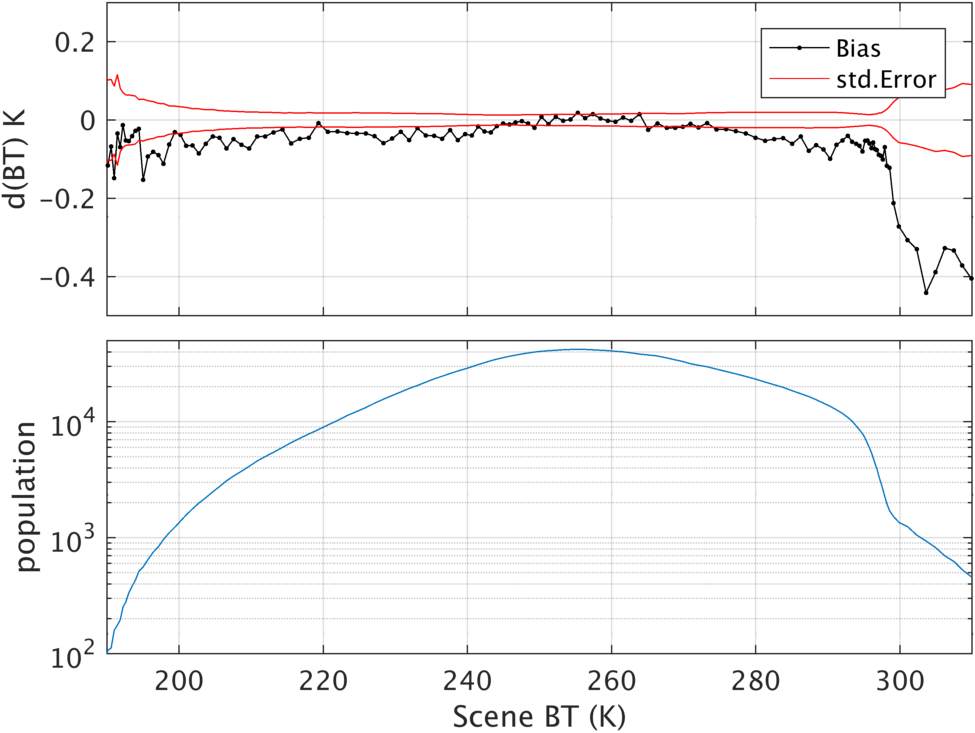 0.2
0
−0.2
−0.4
d(BT) K
Bias
std.Error
10^4
10^3
10^2
population
200 220 240 260 280 300
Scene BT (K)